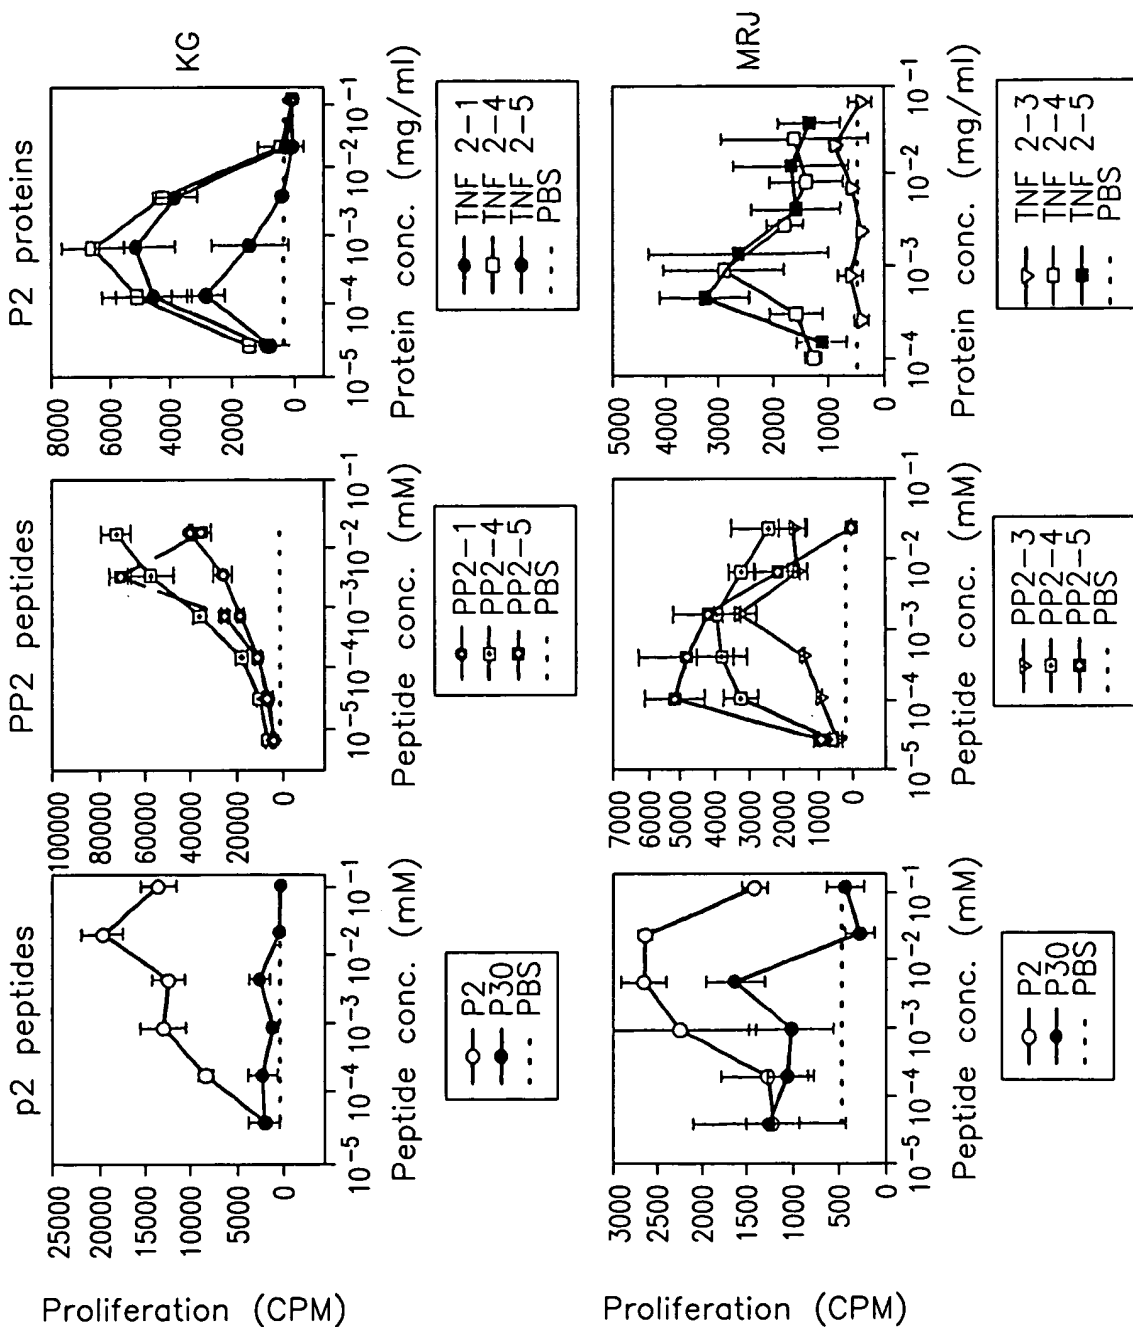 p2 peptides
PP2 peptides
P2 proteins
KG
Proliferation (CPM)
25000
20000
15000
10000
5000
0
10⁻⁵ 10⁻⁴ 10⁻³ 10⁻² 10⁻¹
Peptide conc. (mM)
P2
P30
PBS
100000
80000
60000
40000
20000
0
10⁻⁵ 10⁻⁴ 10⁻³ 10⁻² 10⁻¹
Peptide conc. (mM)
PP2-1
PP2-4
PP2-5
PBS
8000
6000
4000
2000
0
10⁻⁵ 10⁻⁴ 10⁻³ 10⁻² 10⁻¹
Protein conc. (mg/ml)
TNF 2-1
TNF 2-4
TNF 2-5
PBS
MRJ
Proliferation (CPM)
3000
2500
2000
1500
1000
500
0
10⁻⁵ 10⁻⁴ 10⁻³ 10⁻² 10⁻¹
Peptide conc. (mM)
P2
P30
PBS
7000
6000
5000
4000
3000
2000
1000
0
10⁻⁵ 10⁻⁴ 10⁻³ 10⁻² 10⁻¹
Peptide conc. (mM)
PP2-3
PP2-4
PP2-5
PBS
5000
4000
3000
2000
1000
0
10⁻⁴ 10⁻³ 10⁻² 10⁻¹
Protein conc. (mg/ml)
TNF 2-3
TNF 2-4
TNF 2-5
PBS